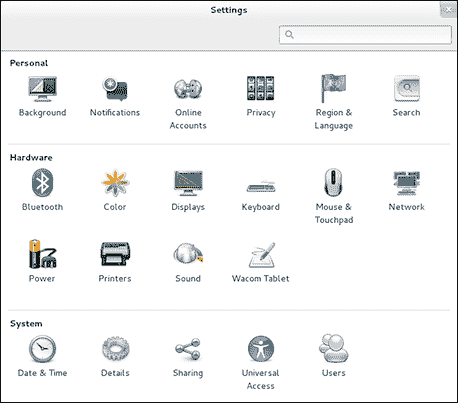 Settings
Personal
Background Notifications Online Accounts Privacy Region & Language Search
Hardware
Bluetooth Color Displays Keyboard Mouse & Touchpad Network
Power Printers Sound Wacom Tablet
System
Date & Time Details Sharing Universal Access Users